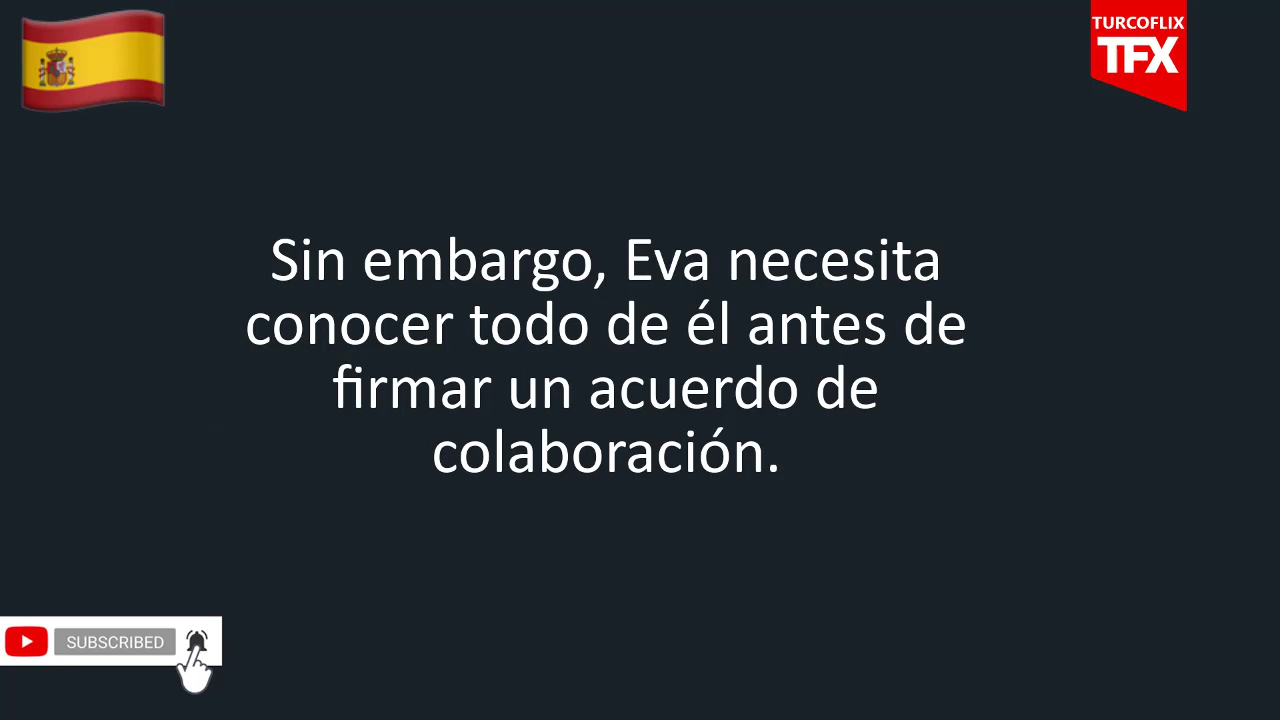 TURCOFLIX
TFX
Sin embargo, Eva necesita
conocer todo de él antes de
firmar un acuerdo de
colaboración.
SUBSCRIBED